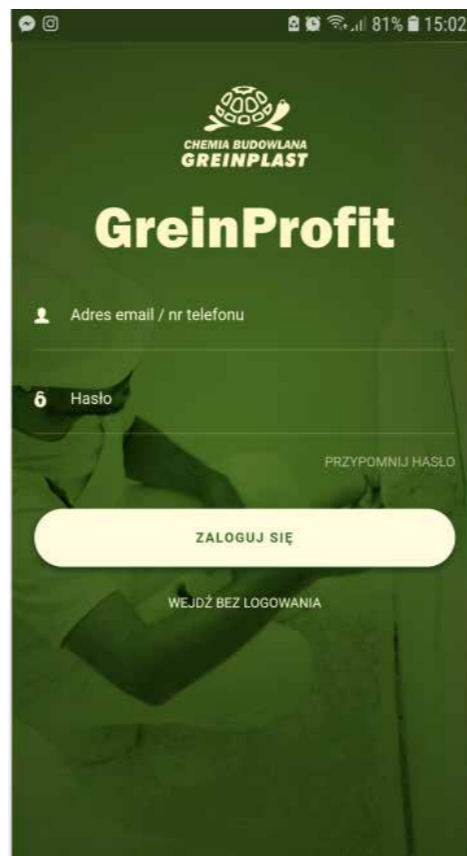 81% 15:02
CHEMIA BUDOWLANA
GREINPLAST
GreinProfit
Adres email / nr telefonu
Hasło
PRZYPOMNIJ HASŁO
ZALOGUJ SIĘ
WEJDŹ BEZ LOGOWANIA